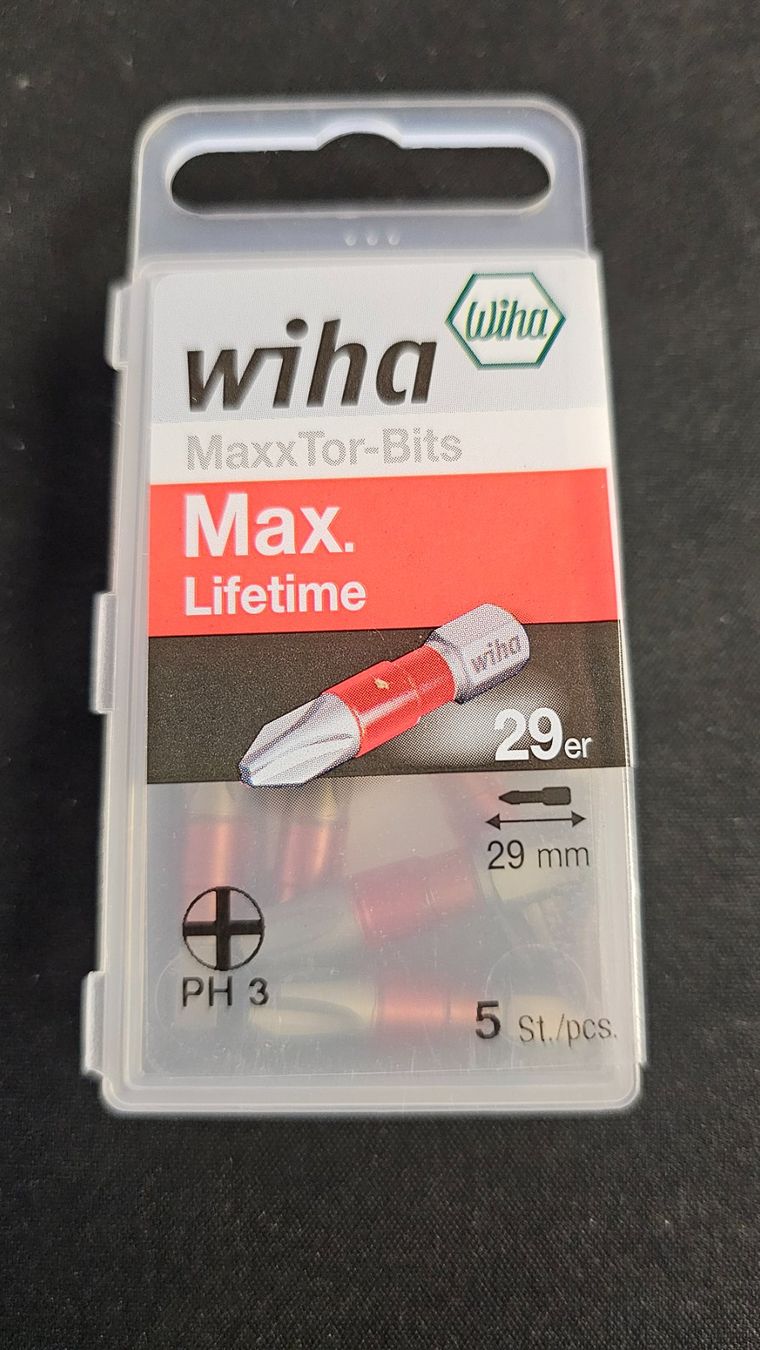 wiha
Wiha
MaxxTor-Bits
Max.
Lifetime
wiha
29er
29 mm
PH 3
5 St./pcs.